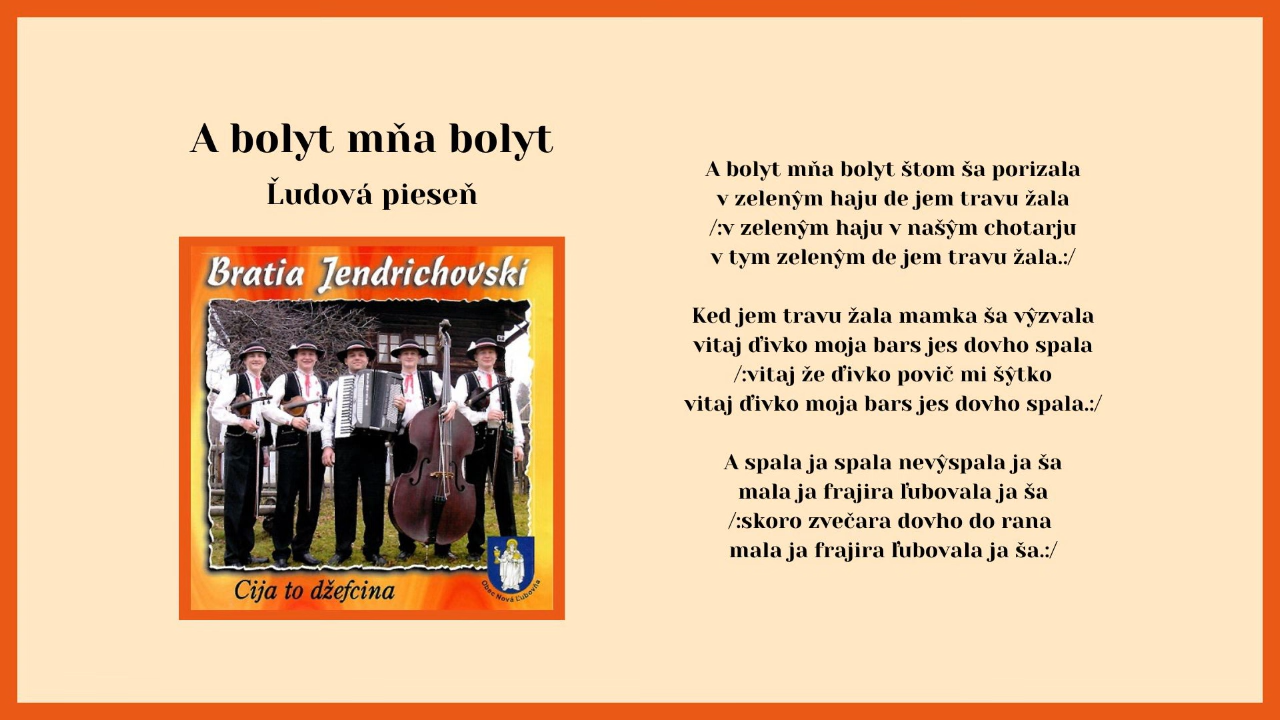 A bolyt mňa bolyt
Ľudová pieseň
Bratia Jendrichovskí
Cija to džefcina
Obec Nová Ľubovňa
A bolyt mňa bolyt štom ša porizala
v zelenŷm haju de jem travu žala
/:v zelenŷm haju v našŷm chotarju
v tym zelenŷm de jem travu žala.:/
Ked jem travu žala mamka ša vŷzvala
vitaj ďivko moja bars jes dovho spala
/:vitaj že ďivko povič mi šŷtko
vitaj ďivko moja bars jes dovho spala.:/
A spala ja spala nevŷspala ja ša
mala ja frajira ľubovala ja ša
/:skoro zvečara dovho do rana
mala ja frajira ľubovala ja ša.:/